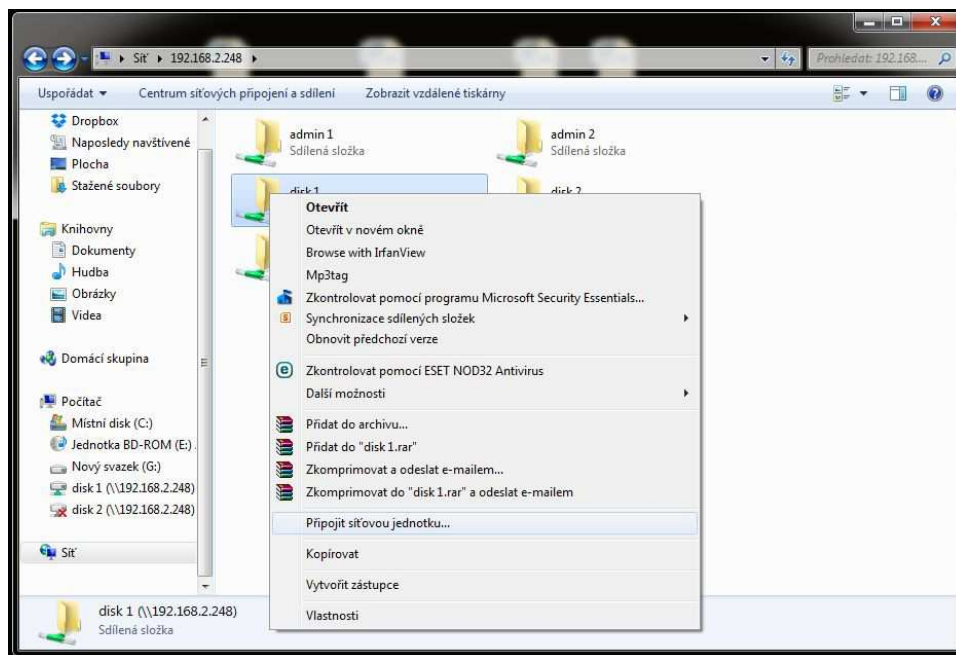 Síť 192.168.2.248
Prohledat: 192.168....
Uspořádat Centrum síťových připojení a sdílení Zobrazit vzdálené tiskárny
Dropbox
Naposledy navštívené
Plocha
Stažené soubory
Knihovny
Dokumenty
Hudba
Obrázky
Videa
Domácí skupina
Počítač
Místní disk (C:)
Jednotka BD-ROM (E:)
Nový svazek (G:)
disk 1 (\\192.168.2.248)
disk 2 (\\192.168.2.248)
Síť
admin 1
Sdílená složka
admin 2
Sdílená složka
disk 1
disk 2
Otevřít
Otevřít v novém okně
Browse with IrfanView
Mp3tag
Zkontrolovat pomocí programu Microsoft Security Essentials...
Synchronizace sdílených složek
Obnovit předchozí verze
Zkontrolovat pomocí ESET NOD32 Antivirus
Další možnosti
Přidat do archivu...
Přidat do "disk 1.rar"
Zkomprimovat a odeslat e-mailem...
Zkomprimovat do "disk 1.rar" a odeslat e-mailem
Připojit síťovou jednotku...
Kopírovat
Vytvořit zástupce
Vlastnosti
disk 1 (\\192.168.2.248)
Sdílená složka